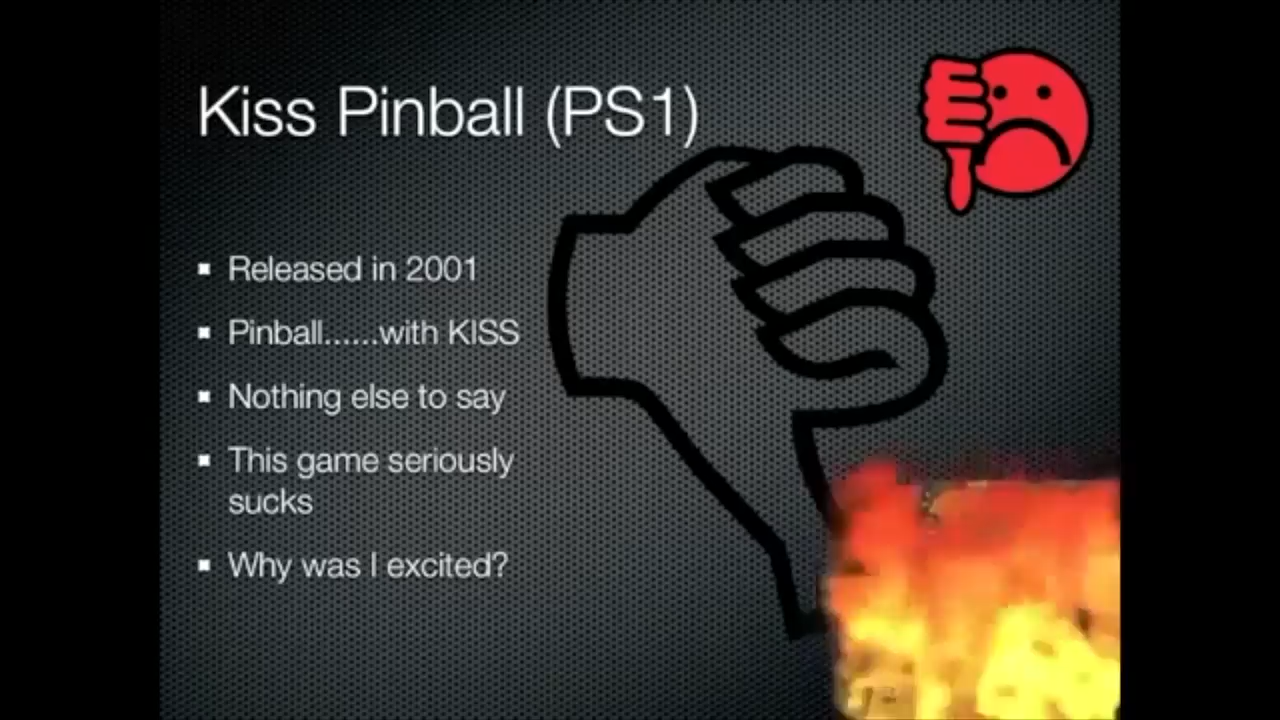 Kiss Pinball (PS1)
Released in 2001
Pinball......with KISS
Nothing else to say
This game seriously
sucks
Why was I excited?